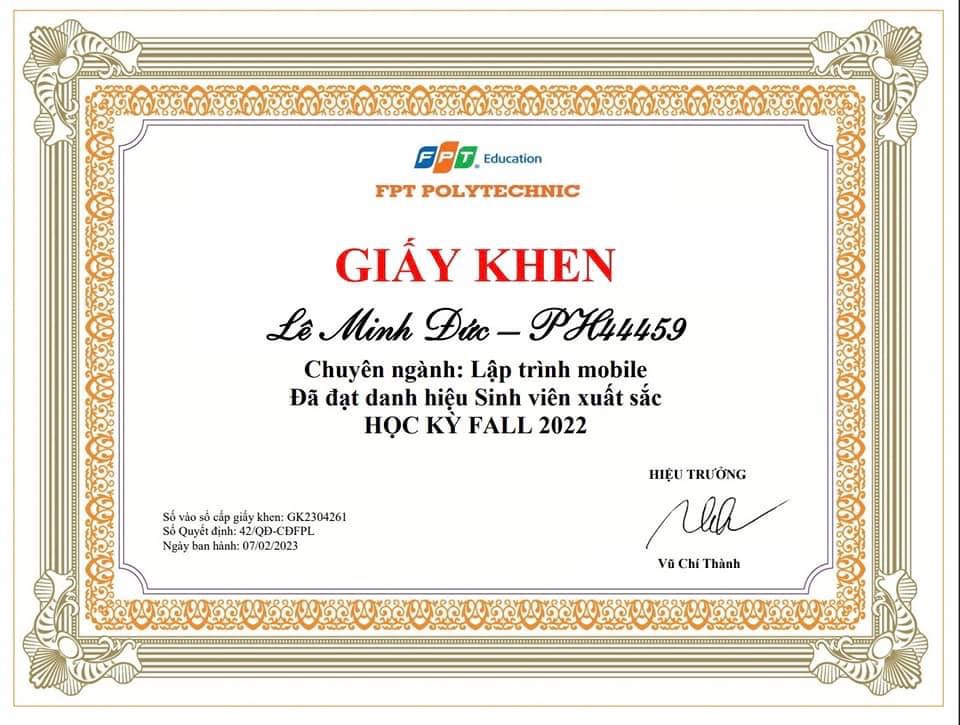 FPT Education
FPT POLYTECHNIC
GIẤY KHEN
Lê Minh Đức – PH44459
Chuyên ngành: Lập trình mobile
Đã đạt danh hiệu Sinh viên xuất sắc
HỌC KỲ FALL 2022
HIỆU TRƯỞNG
Số vào sổ cấp giấy khen: GK2304261
Số Quyết định: 42/QĐ-CĐFPL
Ngày ban hành: 07/02/2023
Vũ Chí Thành